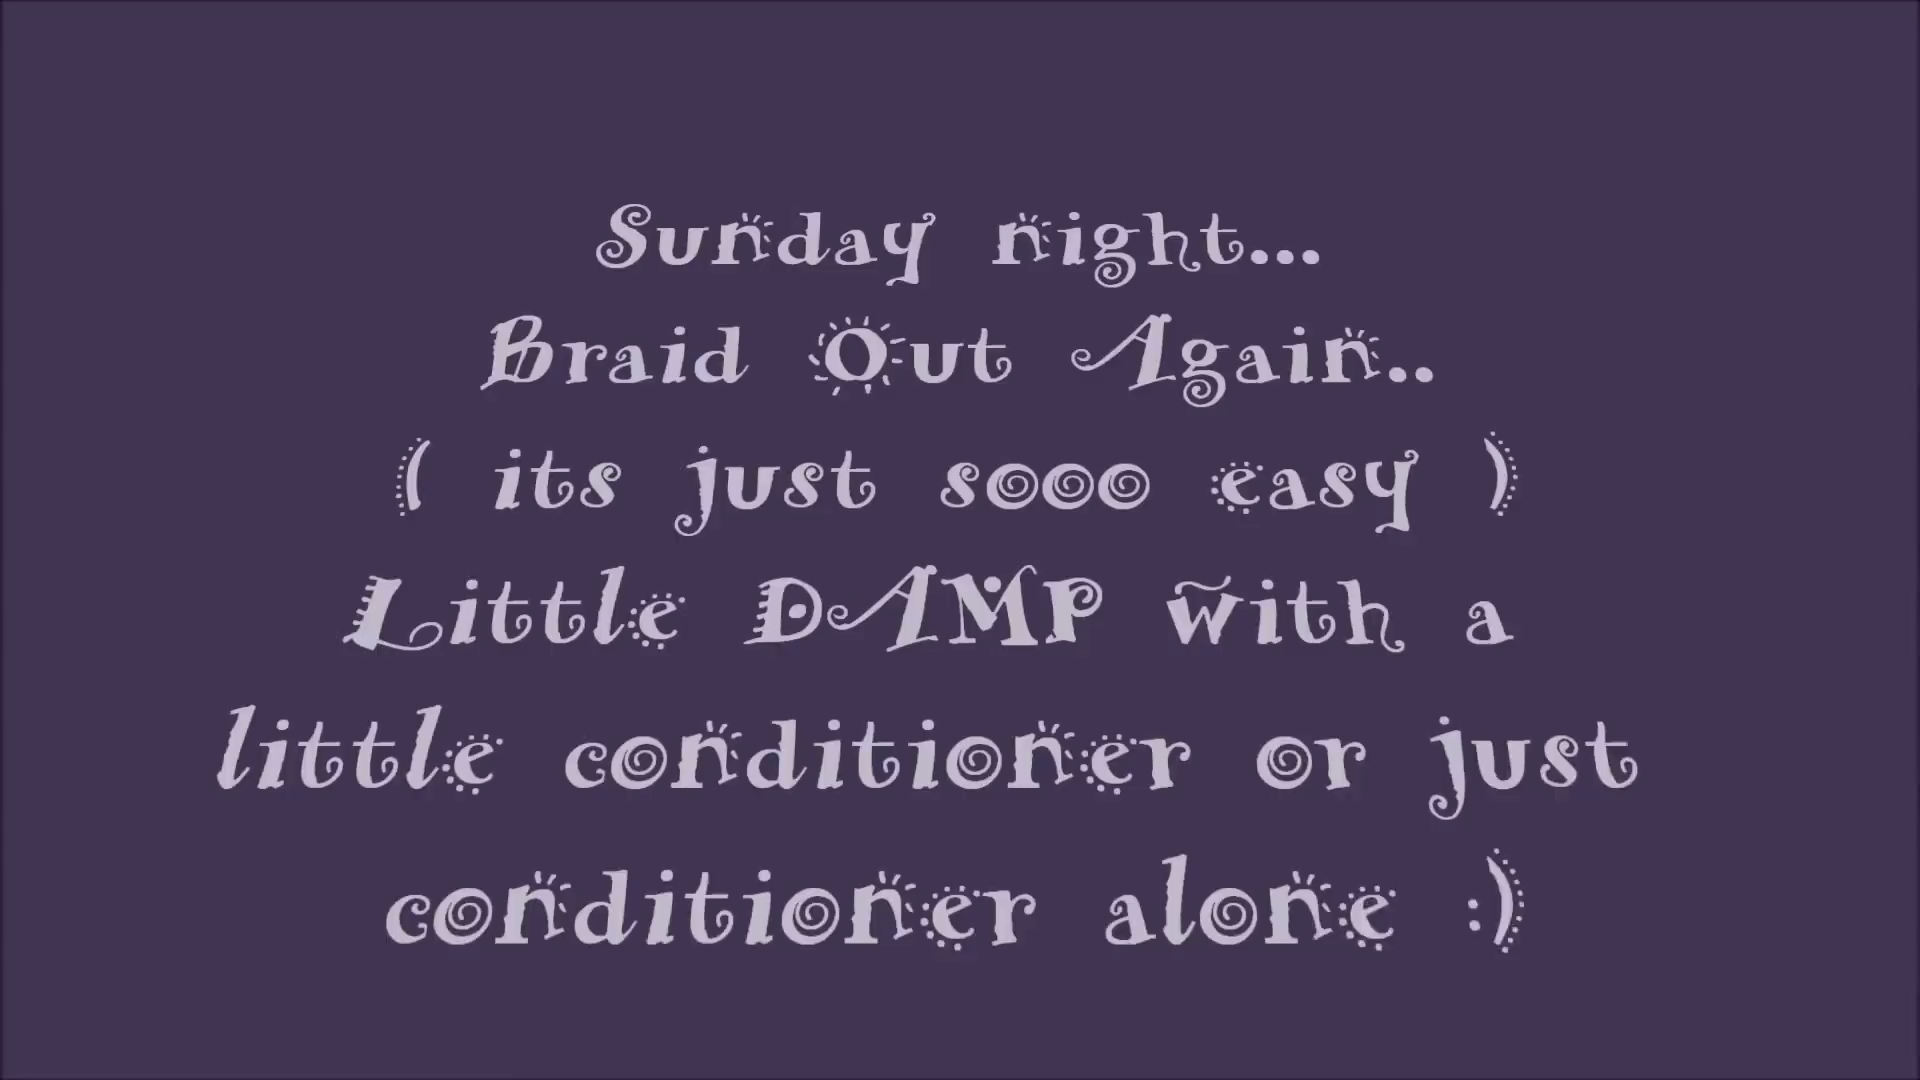 Sunday night...
Braid Out Again..
( its just sooo easy )
Little DAMP with a
little conditioner or just
conditioner alone :)